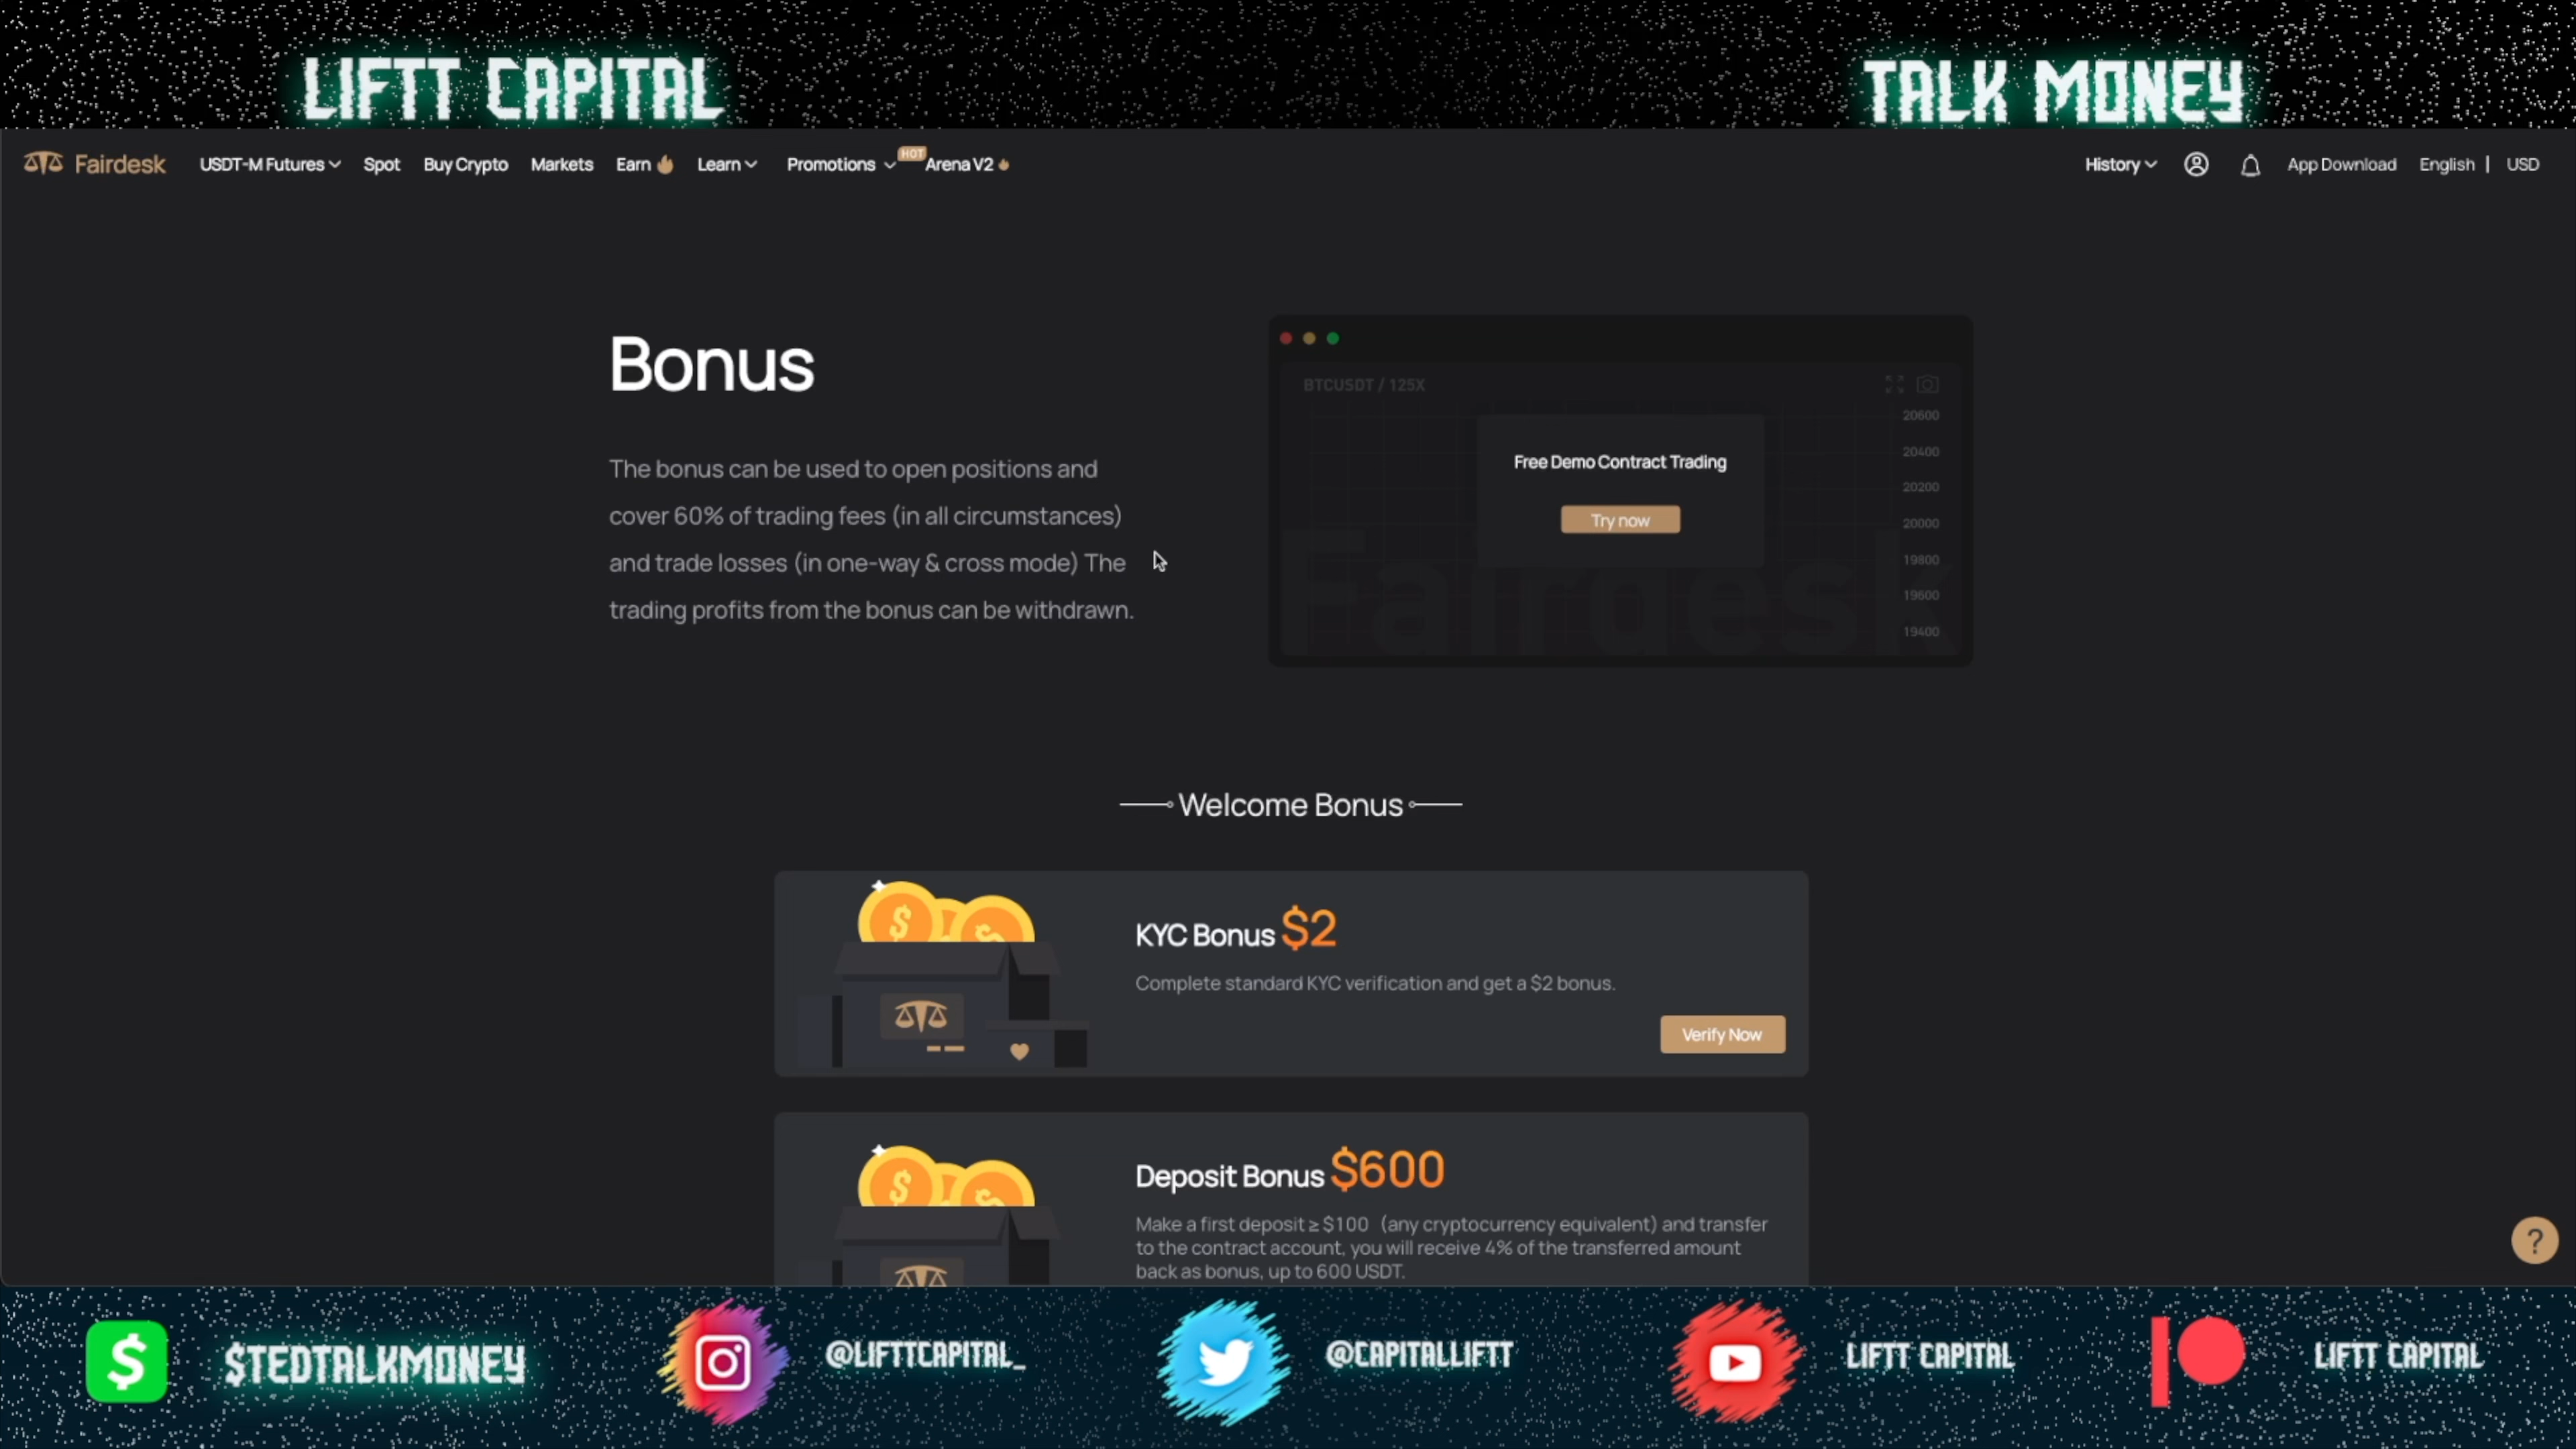 LIFTT CAPITAL
TALK MONEY
Fairdesk USDT-M Futures Spot Buy Crypto Markets Earn Learn Promotions HOT Arena V2 History App Download English | USD
Bonus
The bonus can be used to open positions and
cover 60% of trading fees (in all circumstances)
and trade losses (in one-way & cross mode) The
trading profits from the bonus can be withdrawn.
BTCUSDT / 125X
20600
20400
20200
20000
19800
19600
19400
Free Demo Contract Trading
Try now
Fairdesk
Welcome Bonus
KYC Bonus $2
Complete standard KYC verification and get a $2 bonus.
Verify Now
Deposit Bonus $600
Make a first deposit ≥ $100 (any cryptocurrency equivalent) and transfer
to the contract account, you will receive 4% of the transferred amount
back as bonus, up to 600 USDT.
?
$TEDTALKMONEY
@LIFTTCAPITAL_
@CAPITALLIFTT
LIFTT CAPITAL
LIFTT CAPITAL